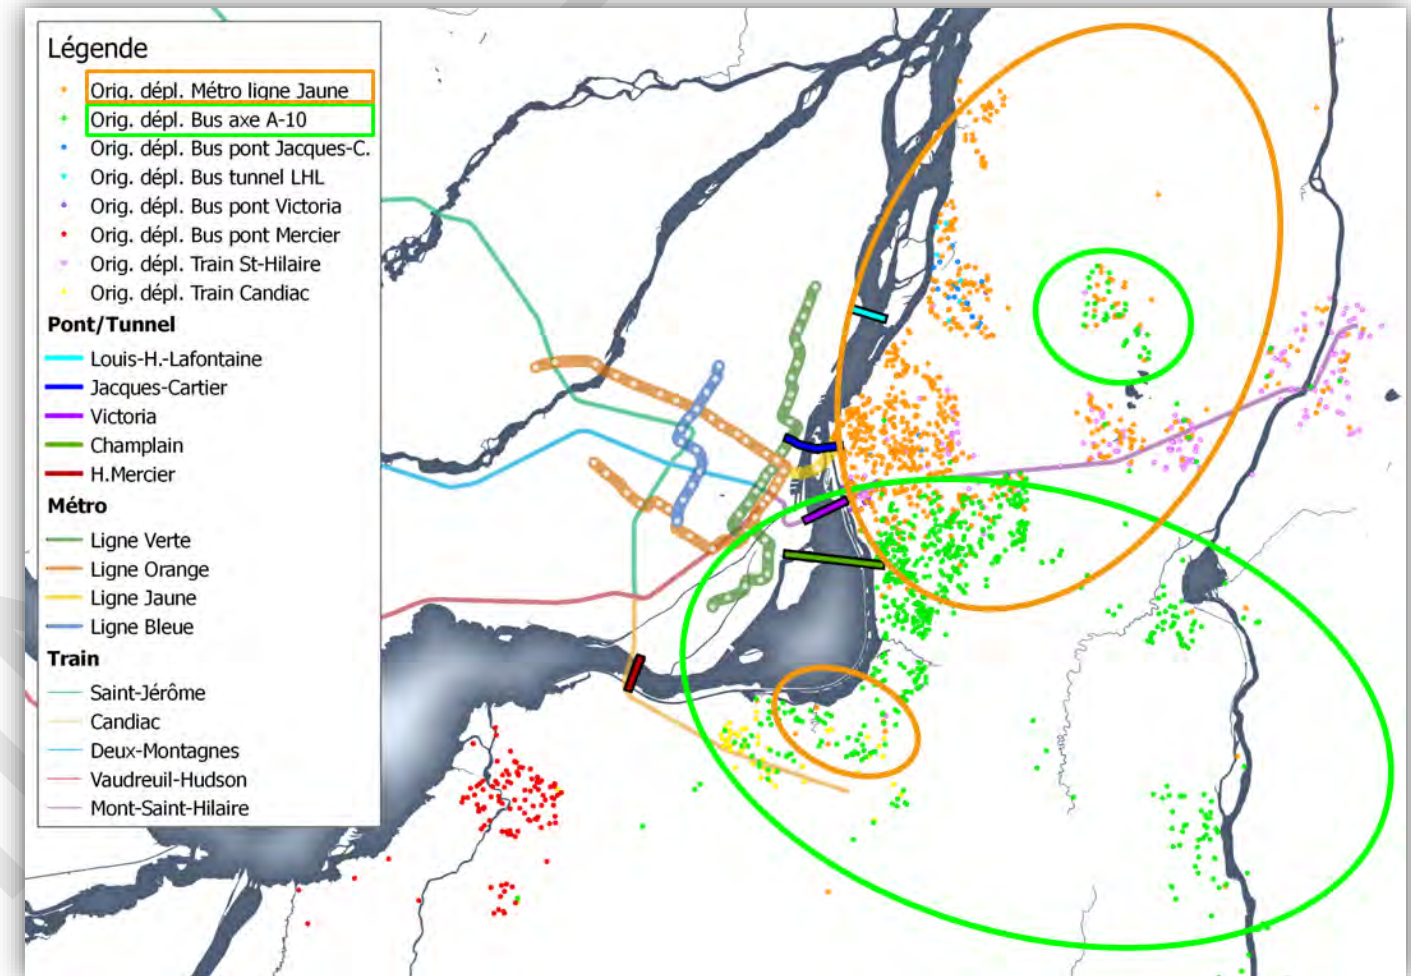 Légende
Orig. dépl. Métro ligne Jaune
Orig. dépl. Bus axe A-10
Orig. dépl. Bus pont Jacques-C.
Orig. dépl. Bus tunnel LHL
Orig. dépl. Bus pont Victoria
Orig. dépl. Bus pont Mercier
Orig. dépl. Train St-Hilaire
Orig. dépl. Train Candiac
Pont/Tunnel
Louis-H.-Lafontaine
Jacques-Cartier
Victoria
Champlain
H.Mercier
Métro
Ligne Verte
Ligne Orange
Ligne Jaune
Ligne Bleue
Train
Saint-Jérôme
Candiac
Deux-Montagnes
Vaudreuil-Hudson
Mont-Saint-Hilaire